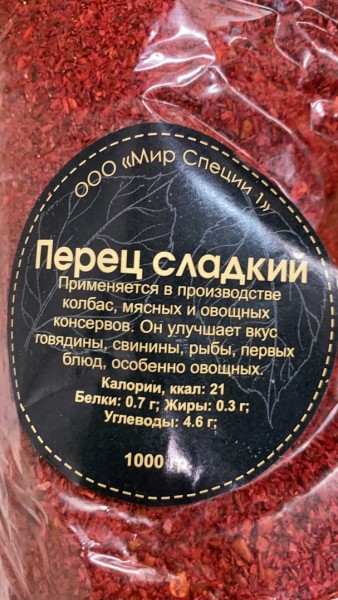 ООО «Мир Специи 1»
Перец сладкий
Применяется в производстве
колбас, мясных и овощных
консервов. Он улучшает вкус
говядины, свинины, рыбы, первых
блюд, особенно овощных.
Калории, ккал: 21
Белки: 0.7 г; Жиры: 0.3 г;
Углеводы: 4.6 г;
1000